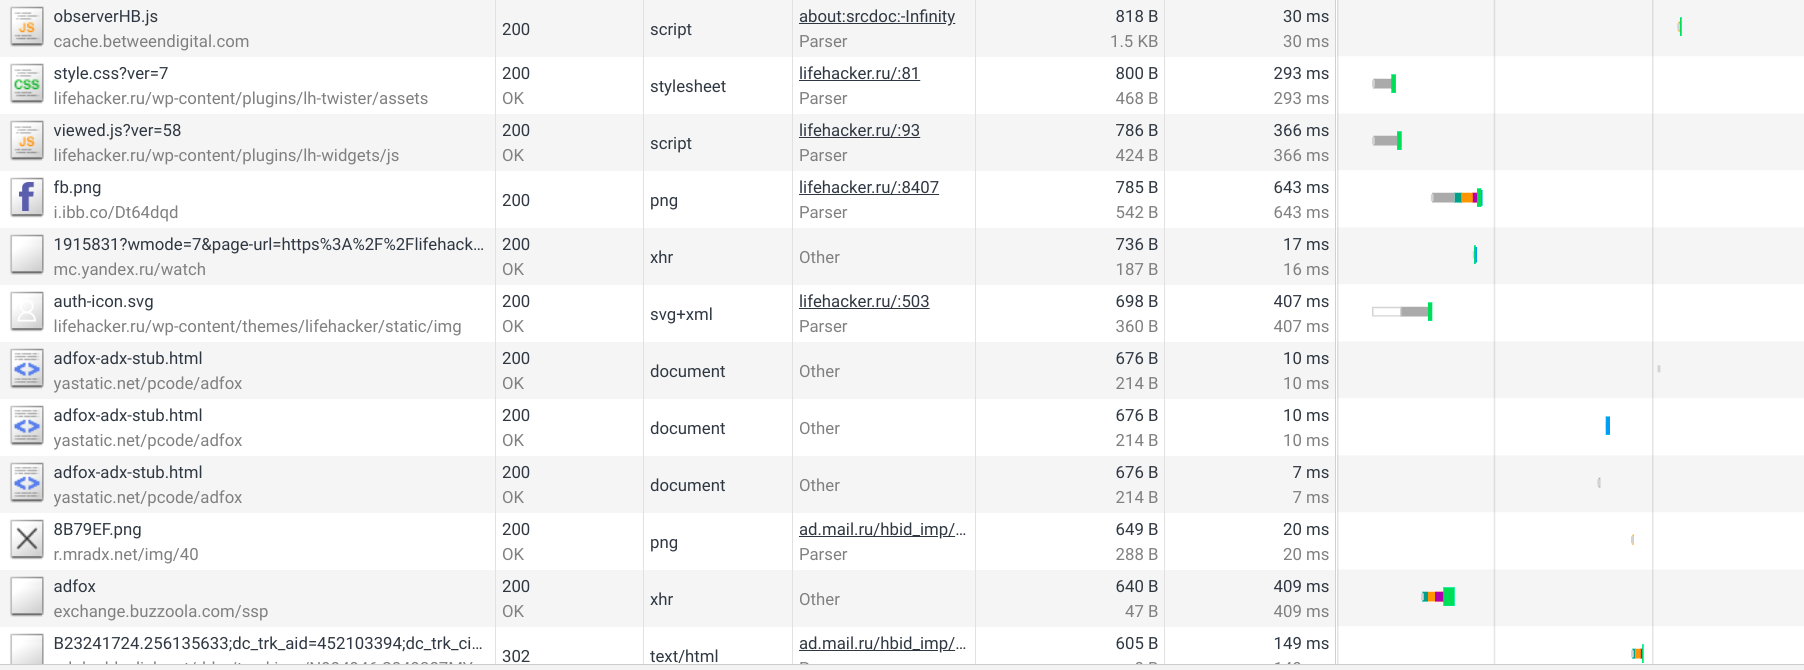 observerHB.js 200 script about:srcdoc:-Infinity 818 B 30 ms
cache.betweendigital.com Parser 1.5 KB 30 ms
style.css?ver=7 200 stylesheet lifehacker.ru/:81 800 B 293 ms
lifehacker.ru/wp-content/plugins/lh-twister/assets OK Parser 468 B 293 ms
viewed.js?ver=58 200 script lifehacker.ru/:93 786 B 366 ms
lifehacker.ru/wp-content/plugins/lh-widgets/js OK Parser 424 B 366 ms
fb.png 200 png lifehacker.ru/:8407 785 B 643 ms
i.ibb.co/Dt64dqd Parser 542 B 643 ms
1915831?wmode=7&page-url=https%3A%2F%2Flifehack… 200 xhr Other 736 B 17 ms
mc.yandex.ru/watch OK 187 B 16 ms
auth-icon.svg 200 svg+xml lifehacker.ru/:503 698 B 407 ms
lifehacker.ru/wp-content/themes/lifehacker/static/img OK Parser 360 B 407 ms
adfox-adx-stub.html 200 document Other 676 B 10 ms
yastatic.net/pcode/adfox OK 214 B 10 ms
adfox-adx-stub.html 200 document Other 676 B 10 ms
yastatic.net/pcode/adfox OK 214 B 10 ms
adfox-adx-stub.html 200 document Other 676 B 7 ms
yastatic.net/pcode/adfox OK 214 B 7 ms
8B79EF.png 200 png ad.mail.ru/hbid_imp/… 649 B 20 ms
r.mradx.net/img/40 OK Parser 288 B 20 ms
adfox 200 xhr Other 640 B 409 ms
exchange.buzzoola.com/ssp OK 47 B 409 ms
B23241724.256135633;dc_trk_aid=452103394;dc_trk_ci… 302 text/html ad.mail.ru/hbid_imp/… 605 B 149 ms